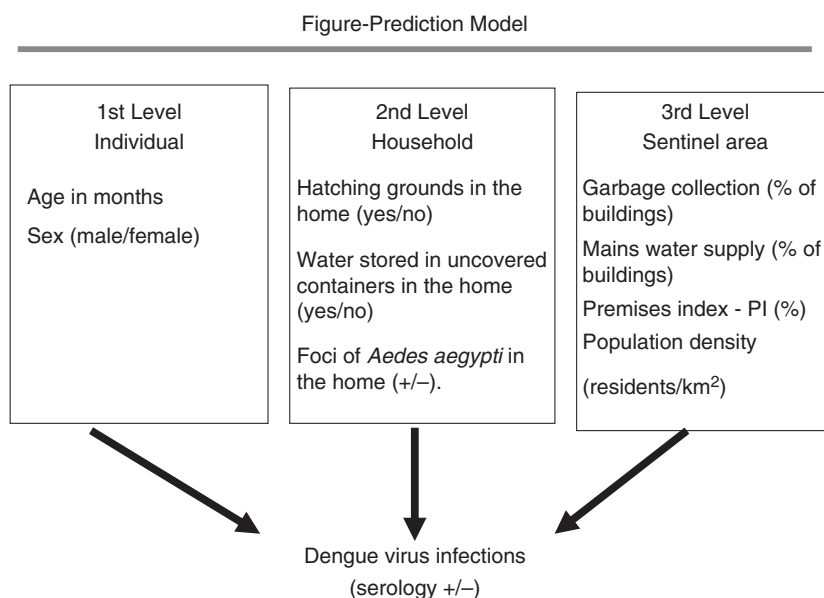 Figure-Prediction Model
1st Level
Individual
Age in months
Sex (male/female)
2nd Level
Household
Hatching grounds in the
home (yes/no)
Water stored in uncovered
containers in the home
(yes/no)
Foci of Aedes aegypti in
the home (+/–).
3rd Level
Sentinel area
Garbage collection (% of
buildings)
Mains water supply (% of
buildings)
Premises index - PI (%)
Population density
(residents/km²)
Dengue virus infections
(serology +/–)